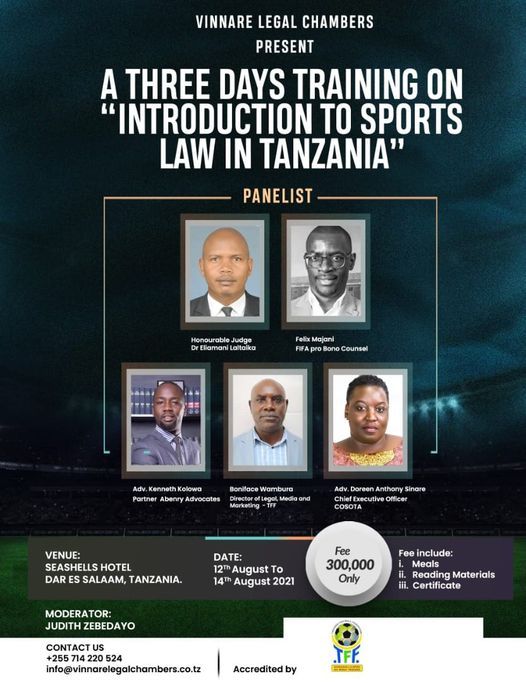 VINNARE LEGAL CHAMBERS
PRESENT
A THREE DAYS TRAINING ON
“INTRODUCTION TO SPORTS
LAW IN TANZANIA”
PANELIST
Honourable Judge
Dr Eliamani Laltaika
Felix Majani
FIFA pro Bono Counsel
Adv. Kenneth Kolowa
Partner Abenry Advocates
Boniface Wambura
Director of Legal, Media and
Marketing - TFF
Adv. Doreen Anthony Sinare
Chief Executive Officer
COSOTA
VENUE:
SEASHELLS HOTEL
DAR ES SALAAM, TANZANIA.
DATE:
12Th August To
14Th August 2021
Fee
300,000
Only
Fee include:
i. Meals
ii. Reading Materials
iii. Certificate
MODERATOR:
JUDITH ZEBEDAYO
CONTACT US
+255 714 220 524
info@vinnarelegalchambers.co.tz
Accredited by
TFF